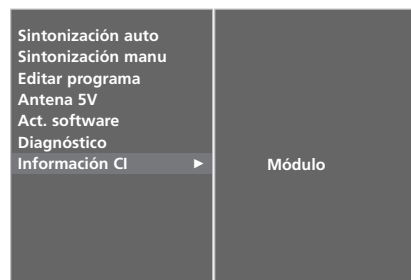 Sintonización auto
Sintonización manu
Editar programa
Antena 5V
Act. software
Diagnóstico
Información CI ► Módulo